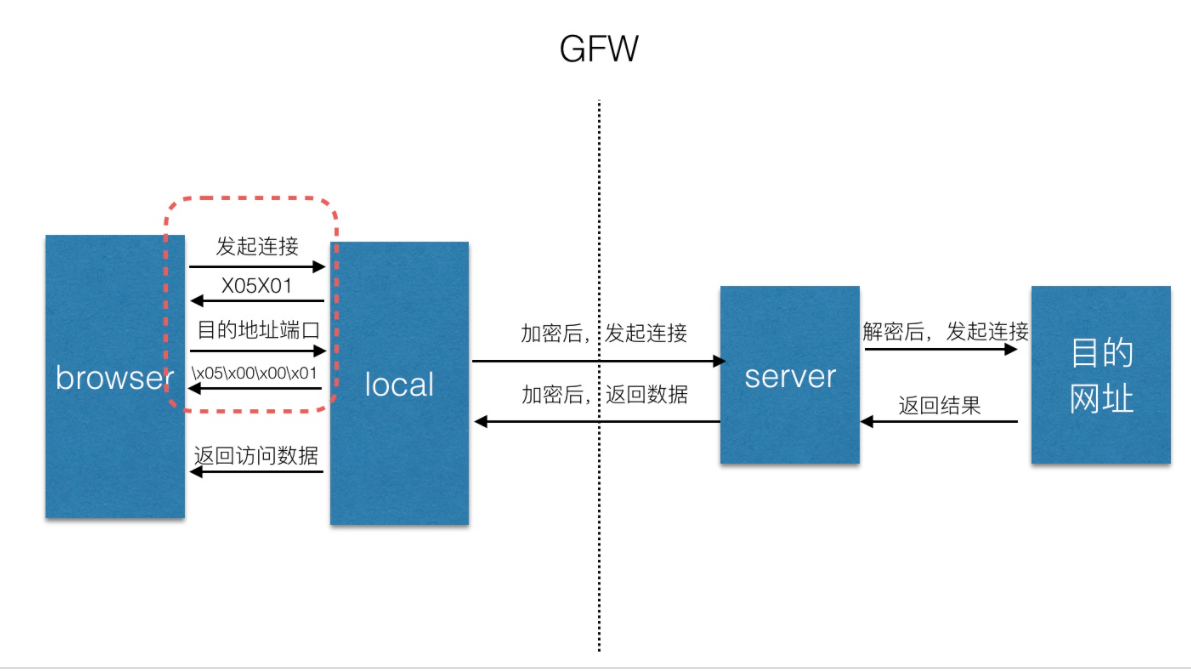 GFW
发起连接
X05X01
目的地址端口
\x05\x00\x00\x01
返回访问数据
browser
local
加密后，发起连接
加密后，返回数据
server
解密后，发起连接
返回结果
目的
网址